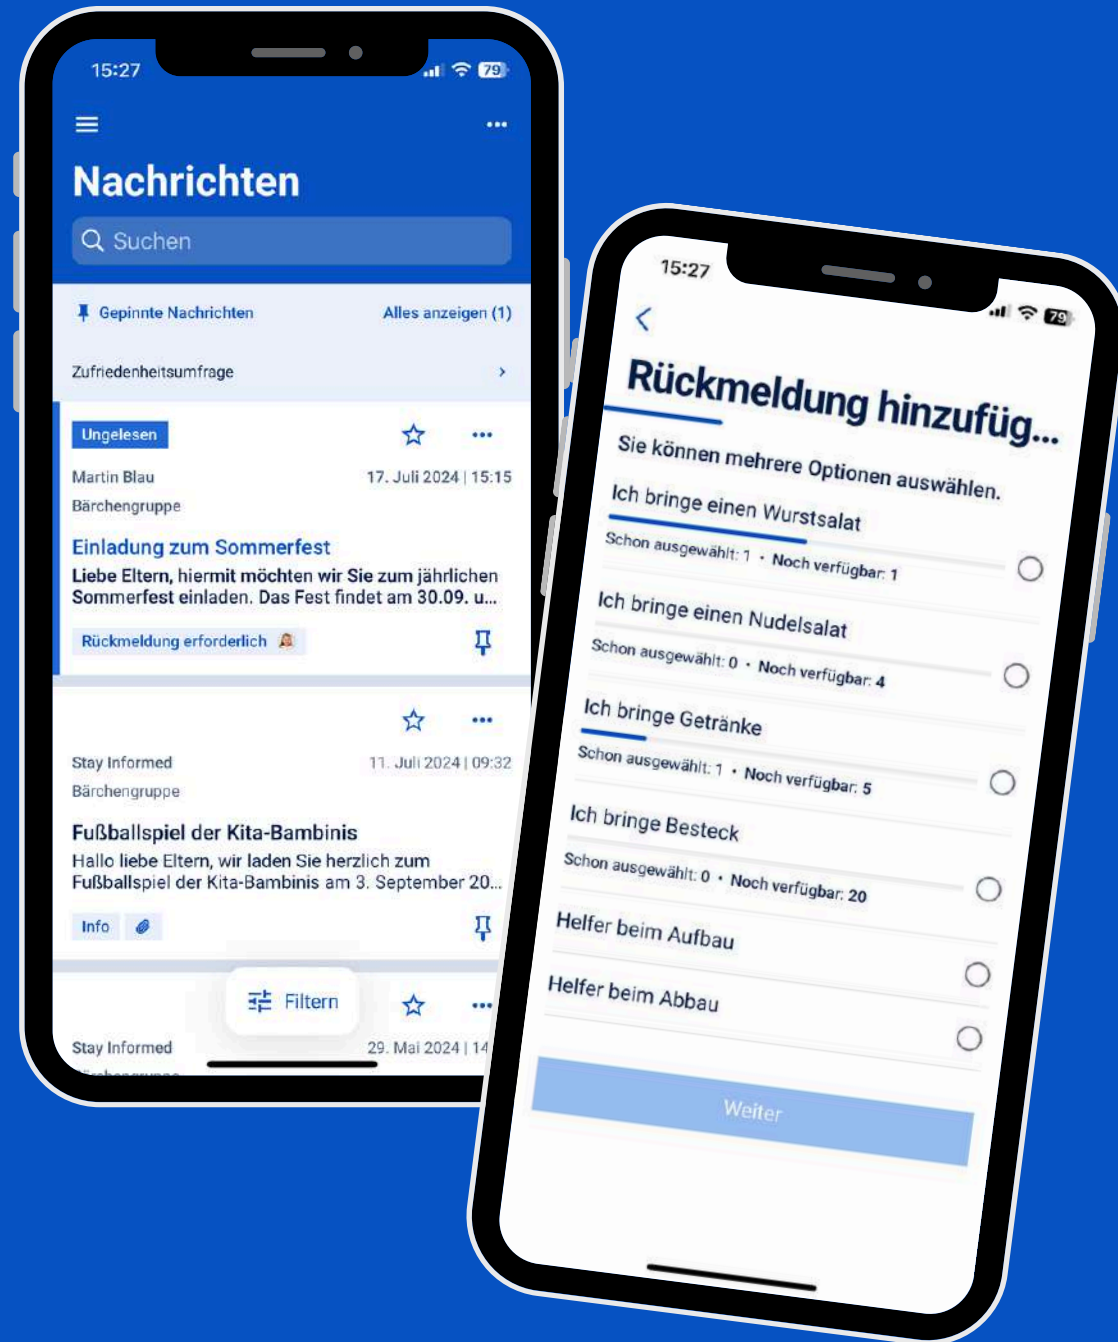 15:27
79
Nachrichten
Suchen
Gepinnte Nachrichten Alles anzeigen (1)
Zufriedenheitsumfrage
Ungelesen
Martin Blau 17. Juli 2024 | 15:15
Bärchengruppe
Einladung zum Sommerfest
Liebe Eltern, hiermit möchten wir Sie zum jährlichen
Sommerfest einladen. Das Fest findet am 30.09. u...
Rückmeldung erforderlich
Stay Informed 11. Juli 2024 | 09:32
Bärchengruppe
Fußballspiel der Kita-Bambinis
Hallo liebe Eltern, wir laden Sie herzlich zum
Fußballspiel der Kita-Bambinis am 3. September 20...
Info
Filtern
Stay Informed 29. Mai 2024 | 14
15:27
79
Rückmeldung hinzufüg...
Sie können mehrere Optionen auswählen.
Ich bringe einen Wurstsalat
Schon ausgewählt: 1 • Noch verfügbar: 1
Ich bringe einen Nudelsalat
Schon ausgewählt: 0 • Noch verfügbar: 4
Ich bringe Getränke
Schon ausgewählt: 1 • Noch verfügbar: 5
Ich bringe Besteck
Schon ausgewählt: 0 • Noch verfügbar: 20
Helfer beim Aufbau
Helfer beim Abbau
Weiter